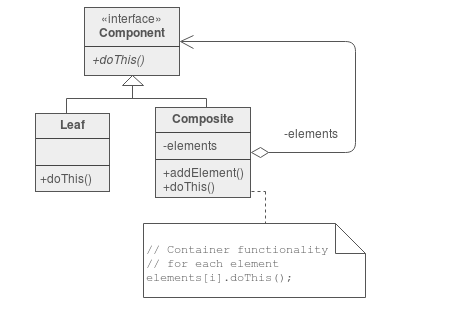 «interface»
Component
+doThis()
Leaf
+doThis()
Composite
-elements
+addElement()
+doThis()
-elements
// Container functionality
// for each element
elements[i].doThis();